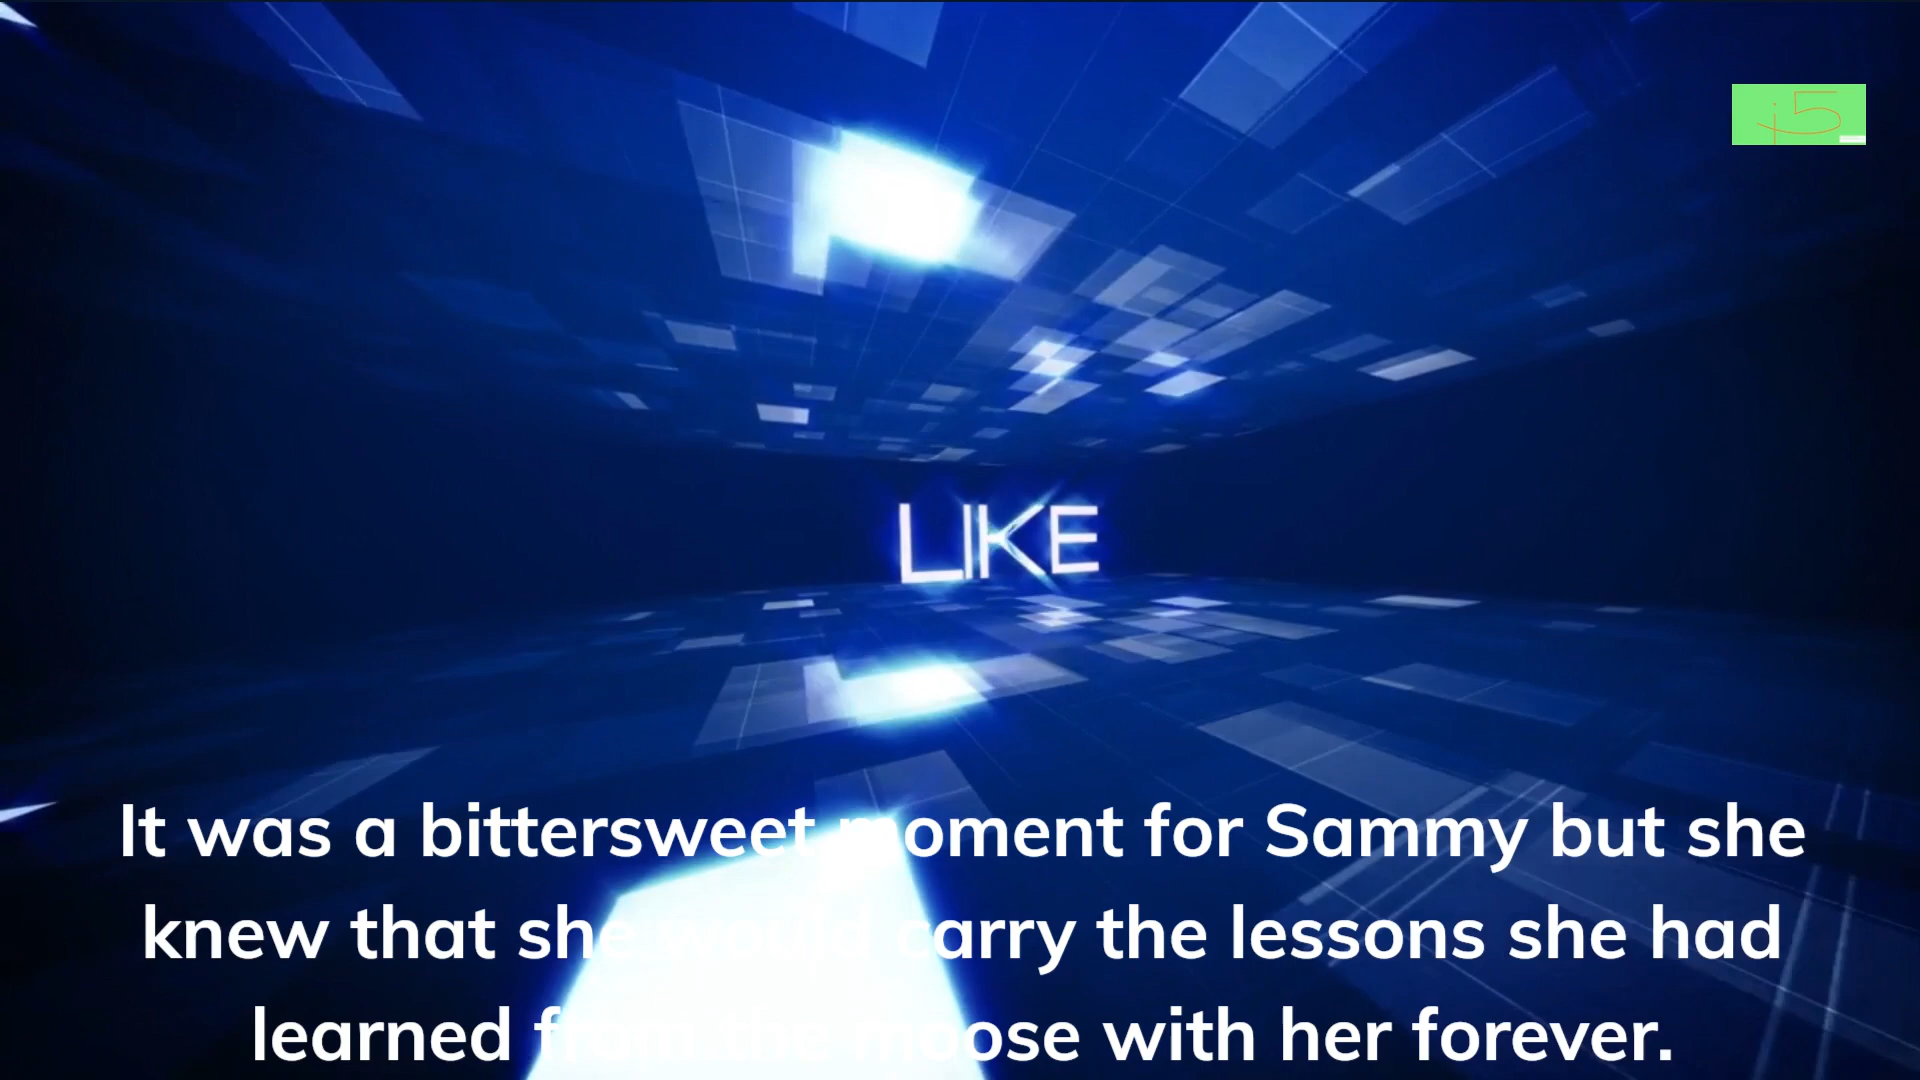 i5
LIKE
It was a bittersweet moment for Sammy but she
knew that she would carry the lessons she had
learned from the moose with her forever.